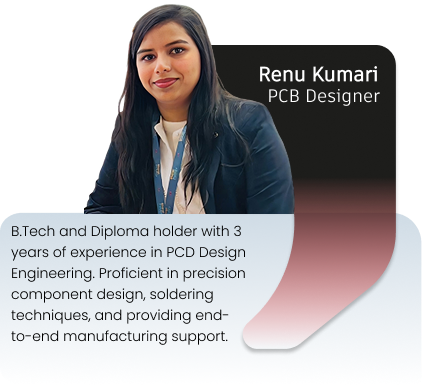 Renu Kumari
PCB Designer
B.Tech and Diploma holder with 3
years of experience in PCD Design
Engineering. Proficient in precision
component design, soldering
techniques, and providing end-
to-end manufacturing support.